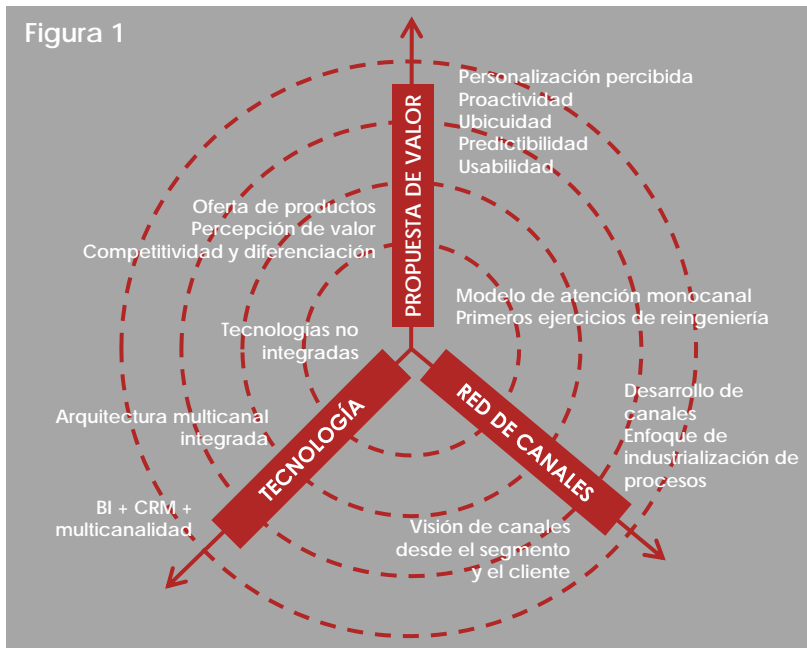 Figura 1
PROPUESTA DE VALOR
Personalización percibida
Proactividad
Ubicuidad
Predictibilidad
Usabilidad
Oferta de productos
Percepción de valor
Competitividad y diferenciación
Modelo de atención monocanal
Primeros ejercicios de reingeniería
Tecnologías no
integradas
TECNOLOGÍA
RED DE CANALES
Desarrollo de
canales
Enfoque de
industrialización de
procesos
Arquitectura multicanal
integrada
BI + CRM +
multicanalidad
Visión de canales
desde el segmento
y el cliente